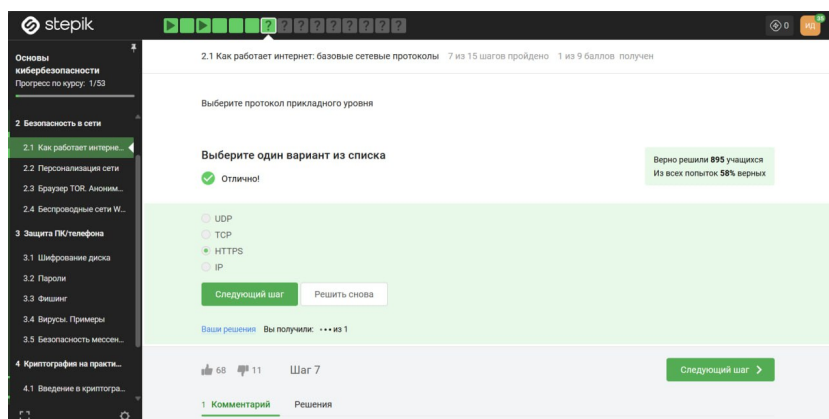 stepik
0
ИД
Основы кибербезопасности
Прогресс по курсу: 1/53
2 Безопасность в сети
2.1 Как работает интерне...
2.2 Персонализация сети
2.3 Браузер TOR. Аноним...
2.4 Беспроводные сети W...
3 Защита ПК/телефона
3.1 Шифрование диска
3.2 Пароли
3.3 Фишинг
3.4 Вирусы. Примеры
3.5 Безопасность мессен...
4 Криптография на практи...
4.1 Введение в криптогра...
2.1 Как работает интернет: базовые сетевые протоколы 7 из 15 шагов пройдено 1 из 9 баллов получен
Выберите протокол прикладного уровня
Выберите один вариант из списка
Отлично!
Верно решили 895 учащихся
Из всех попыток 58% верных
UDP
TCP
HTTPS
IP
Следующий шаг Решить снова
Ваши решения Вы получили: ••• из 1
68 11 Шаг 7 Следующий шаг
1 Комментарий Решения